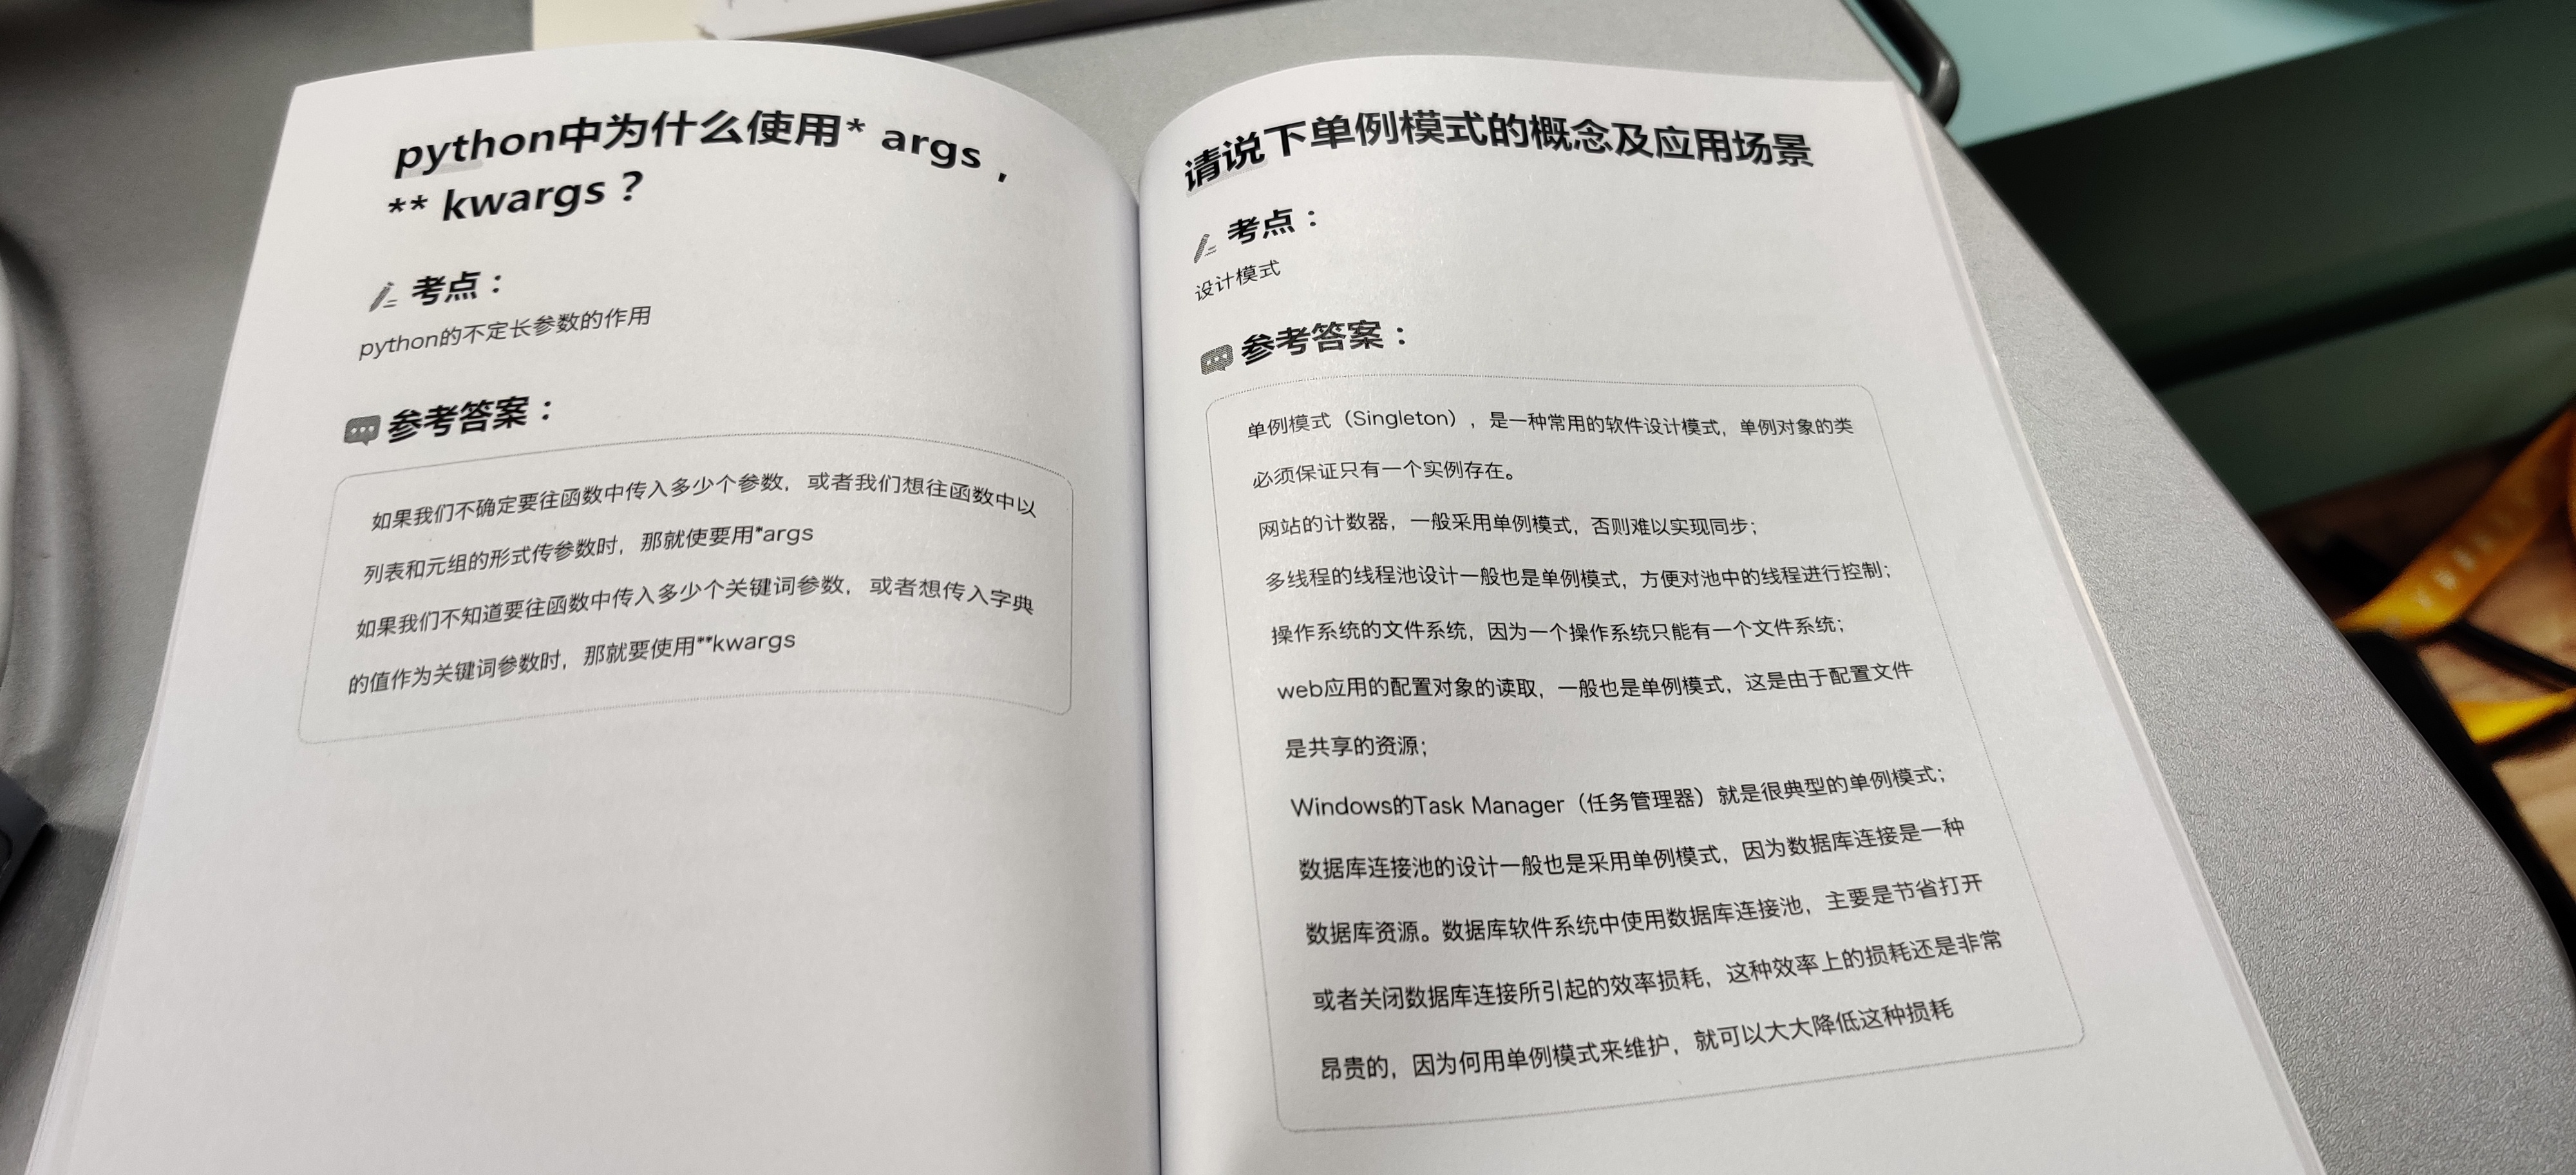 python中为什么使用* args，
** kwargs？
考点：
python的不定长参数的作用
参考答案：
如果我们不确定要往函数中传入多少个参数，或者我们想往函数中以
列表和元组的形式传参数时，那就使要用*args
如果我们不知道要往函数中传入多少个关键词参数，或者想传入字典
的值作为关键词参数时，那就要使用**kwargs
请说下单例模式的概念及应用场景
考点：
设计模式
参考答案：
单例模式（Singleton），是一种常用的软件设计模式，单例对象的类
必须保证只有一个实例存在。
网站的计数器，一般采用单例模式，否则难以实现同步；
多线程的线程池设计一般也是单例模式，方便对池中的线程进行控制；
操作系统的文件系统，因为一个操作系统只能有一个文件系统；
web应用的配置对象的读取，一般也是单例模式，这是由于配置文件
是共享的资源；
Windows的Task Manager（任务管理器）就是很典型的单例模式；
数据库连接池的设计一般也是采用单例模式，因为数据库连接是一种
数据库资源。数据库软件系统中使用数据库连接池，主要是节省打开
或者关闭数据库连接所引起的效率损耗，这种效率上的损耗还是非常
昂贵的，因为何用单例模式来维护，就可以大大降低这种损耗